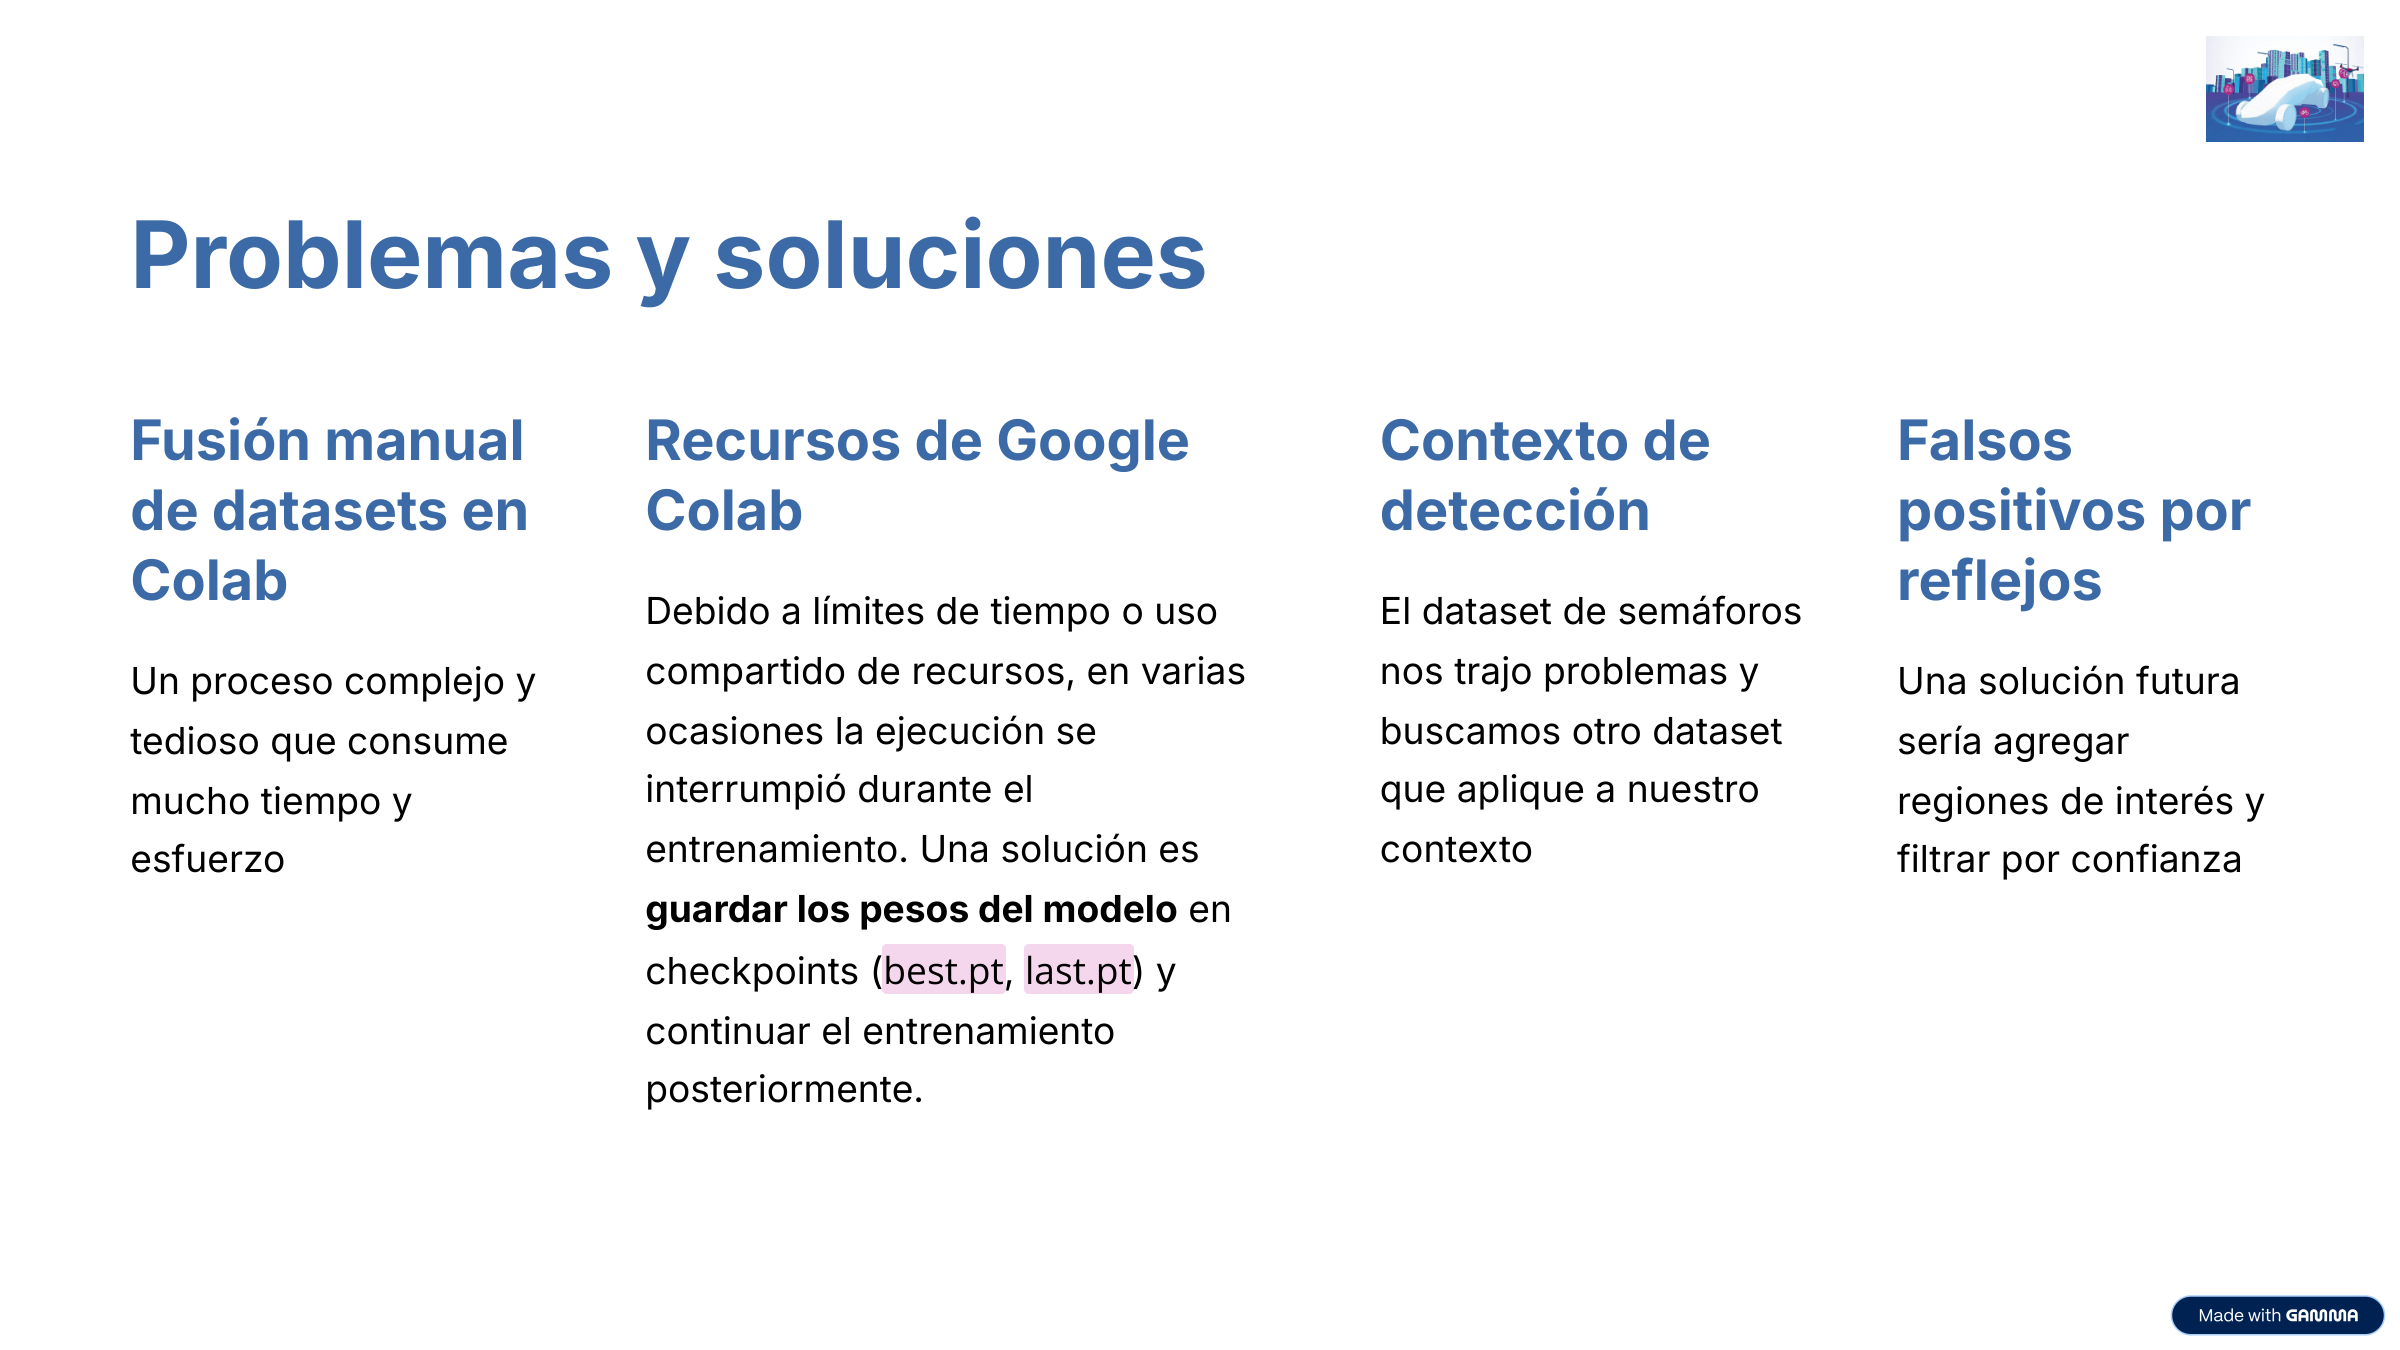 Problemas y soluciones
Fusión manual
de datasets en
Colab
Un proceso complejo y
tedioso que consume
mucho tiempo y
esfuerzo
Recursos de Google
Colab
Debido a límites de tiempo o uso
compartido de recursos, en varias
ocasiones la ejecución se
interrumpió durante el
entrenamiento. Una solución es
guardar los pesos del modelo en
checkpoints (best.pt, last.pt) y
continuar el entrenamiento
posteriormente.
Contexto de
detección
El dataset de semáforos
nos trajo problemas y
buscamos otro dataset
que aplique a nuestro
contexto
Falsos
positivos por
reflejos
Una solución futura
sería agregar
regiones de interés y
filtrar por confianza
Made with GAMMA